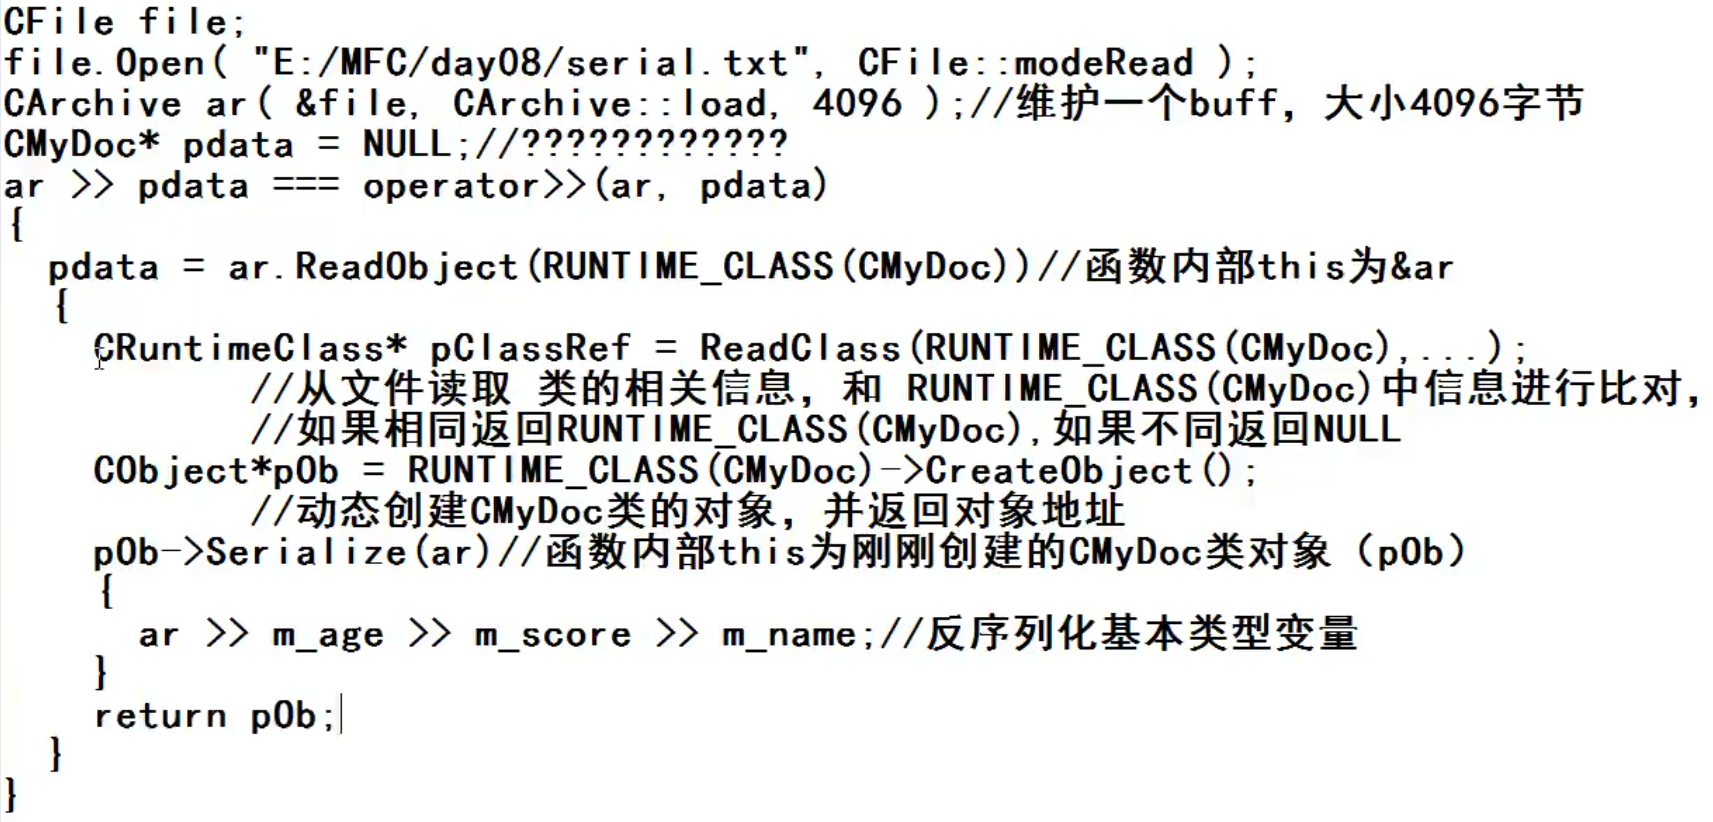 CFile file;
file.Open( "E:/MFC/day08/serial.txt", CFile::modeRead );
CArchive ar( &file, CArchive::load, 4096 );//维护一个buff，大小4096字节
CMyDoc* pdata = NULL;//????????????
ar >> pdata === operator>>(ar, pdata)
{
  pdata = ar.ReadObject(RUNTIME_CLASS(CMyDoc))//函数内部this为&ar
  {
    CRuntimeClass* pClassRef = ReadClass(RUNTIME_CLASS(CMyDoc),...);
           //从文件读取 类的相关信息，和 RUNTIME_CLASS(CMyDoc)中信息进行比对，
           //如果相同返回RUNTIME_CLASS(CMyDoc),如果不同返回NULL
    CObject*pOb = RUNTIME_CLASS(CMyDoc)->CreateObject();
           //动态创建CMyDoc类的对象，并返回对象地址
    pOb->Serialize(ar)//函数内部this为刚刚创建的CMyDoc类对象（pOb）
    {
      ar >> m_age >> m_score >> m_name;//反序列化基本类型变量
    }
    return pOb;
  }
}